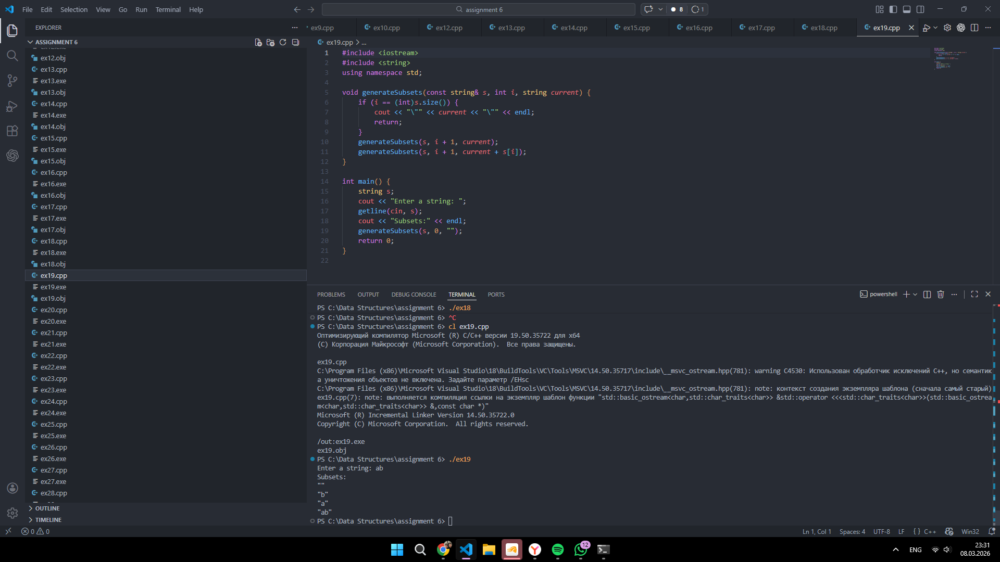 File Edit Selection View Go Run Terminal Help
assignment 6
8 1
EXPLORER
ASSIGNMENT 6
ex12.obj
ex13.cpp
ex13.exe
ex13.obj
ex14.cpp
ex14.exe
ex14.obj
ex15.cpp
ex15.exe
ex15.obj
ex16.cpp
ex16.exe
ex16.obj
ex17.cpp
ex17.exe
ex17.obj
ex18.cpp
ex18.exe
ex18.obj
ex19.cpp
ex19.exe
ex19.obj
ex20.cpp
ex20.exe
ex21.cpp
ex21.exe
ex22.cpp
ex22.exe
ex23.cpp
ex23.exe
ex24.cpp
ex24.exe
ex25.cpp
ex25.exe
ex26.cpp
ex26.exe
ex27.cpp
ex27.exe
ex28.cpp
OUTLINE
TIMELINE
ex9.cpp ex10.cpp ex12.cpp ex13.cpp ex14.cpp ex15.cpp ex16.cpp ex17.cpp ex18.cpp ex19.cpp
ex19.cpp > ...
1 #include <iostream>
2 #include <string>
3 using namespace std;
4
5 void generateSubsets(const string& s, int i, string current) {
6 if (i == (int)s.size()) {
7 cout << "\"" << current << "\"" << endl;
8 return;
9 }
10 generateSubsets(s, i + 1, current);
11 generateSubsets(s, i + 1, current + s[i]);
12 }
13
14 int main() {
15 string s;
16 cout << "Enter a string: ";
17 getline(cin, s);
18 cout << "Subsets:" << endl;
19 generateSubsets(s, 0, "");
20 return 0;
21 }
22
PROBLEMS OUTPUT DEBUG CONSOLE TERMINAL PORTS
powershell
PS C:\Data Structures\assignment 6> ./ex18
PS C:\Data Structures\assignment 6> ^C
PS C:\Data Structures\assignment 6> cl ex19.cpp
Оптимизирующий компилятор Microsoft (R) C/C++ версии 19.50.35722 для x64
(C) Корпорация Майкрософт (Microsoft Corporation).  Все права защищены.
ex19.cpp
C:\Program Files (x86)\Microsoft Visual Studio\18\BuildTools\VC\Tools\MSVC\14.50.35717\include\__msvc_ostream.hpp(781): warning C4530: Использован обработчик исключений C++, но семантик
а уничтожения объектов не включена. Задайте параметр /EHsc
C:\Program Files (x86)\Microsoft Visual Studio\18\BuildTools\VC\Tools\MSVC\14.50.35717\include\__msvc_ostream.hpp(781): note: контекст создания экземпляра шаблона (сначала самый старый)
ex19.cpp(7): note: выполняется компиляция ссылки на экземпляр шаблон функции "std::basic_ostream<char,std::char_traits<char>> &std::operator <<<std::char_traits<char>>(std::basic_ostrea
m<char,std::char_traits<char>> &,const char *)"
Microsoft (R) Incremental Linker Version 14.50.35722.0
Copyright (C) Microsoft Corporation.  All rights reserved.
/out:ex19.exe
ex19.obj
PS C:\Data Structures\assignment 6> ./ex19
Enter a string: ab
Subsets:
""
"b"
"a"
"ab"
PS C:\Data Structures\assignment 6>
0 0
Ln 1, Col 1 Spaces: 4 UTF-8 LF { } C++ Win32
12
ENG
23:31
08.03.2026